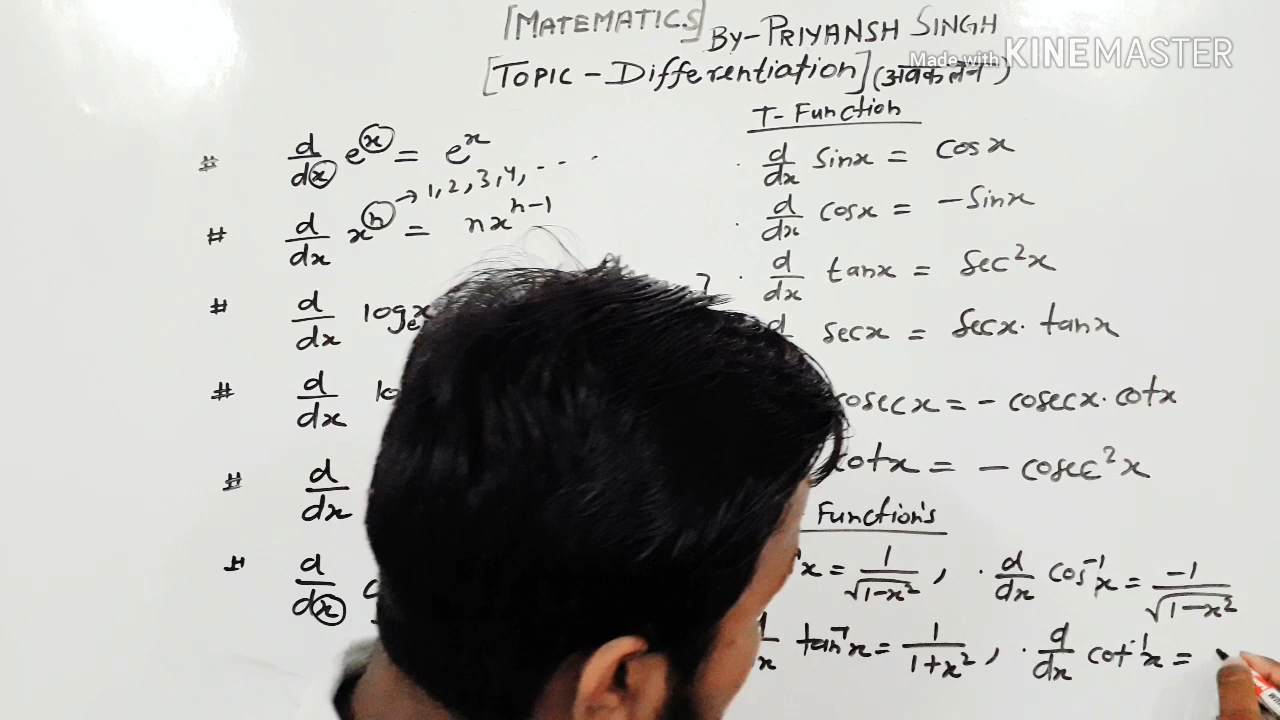 [MATEMATICS] By-PRIYANSH SINGH
Made with KINEMASTER
[TOPIC - Differentiation] (अवकलन)
# d/dx e^x = e^x
# d/dx x^n = nx^(n-1)
→ 1, 2, 3, 4, - - -
# d/dx log_e x
# d/dx
# d/dx
# d/dx
T- Function
. d/dx sinx = cosx
. d/dx cosx = -sinx
. d/dx tanx = sec²x
secx = secx. tanx
cosecx = - cosecx. cotx
cotx = - cosec²x
Function's
x = 1/√(1-x²) , . d/dx cos⁻¹x = -1/√(1-x²)
tan⁻¹x = 1/(1+x²) , . d/dx cot⁻¹x =